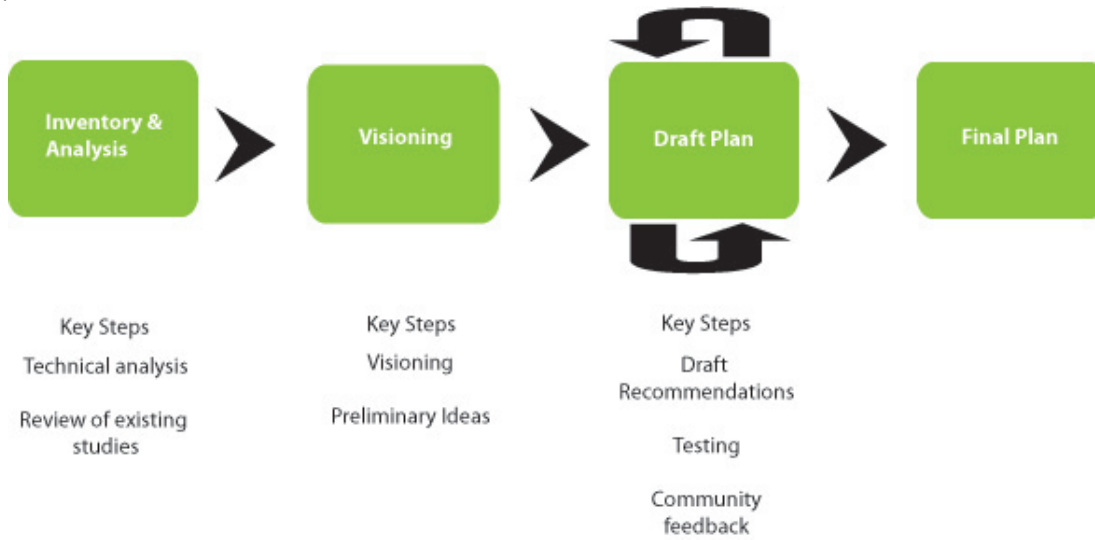 Inventory &
Analysis
Visioning
Draft Plan
Final Plan
Key Steps
Technical analysis
Review of existing
studies
Key Steps
Visioning
Preliminary Ideas
Key Steps
Draft
Recommendations
Testing
Community
feedback